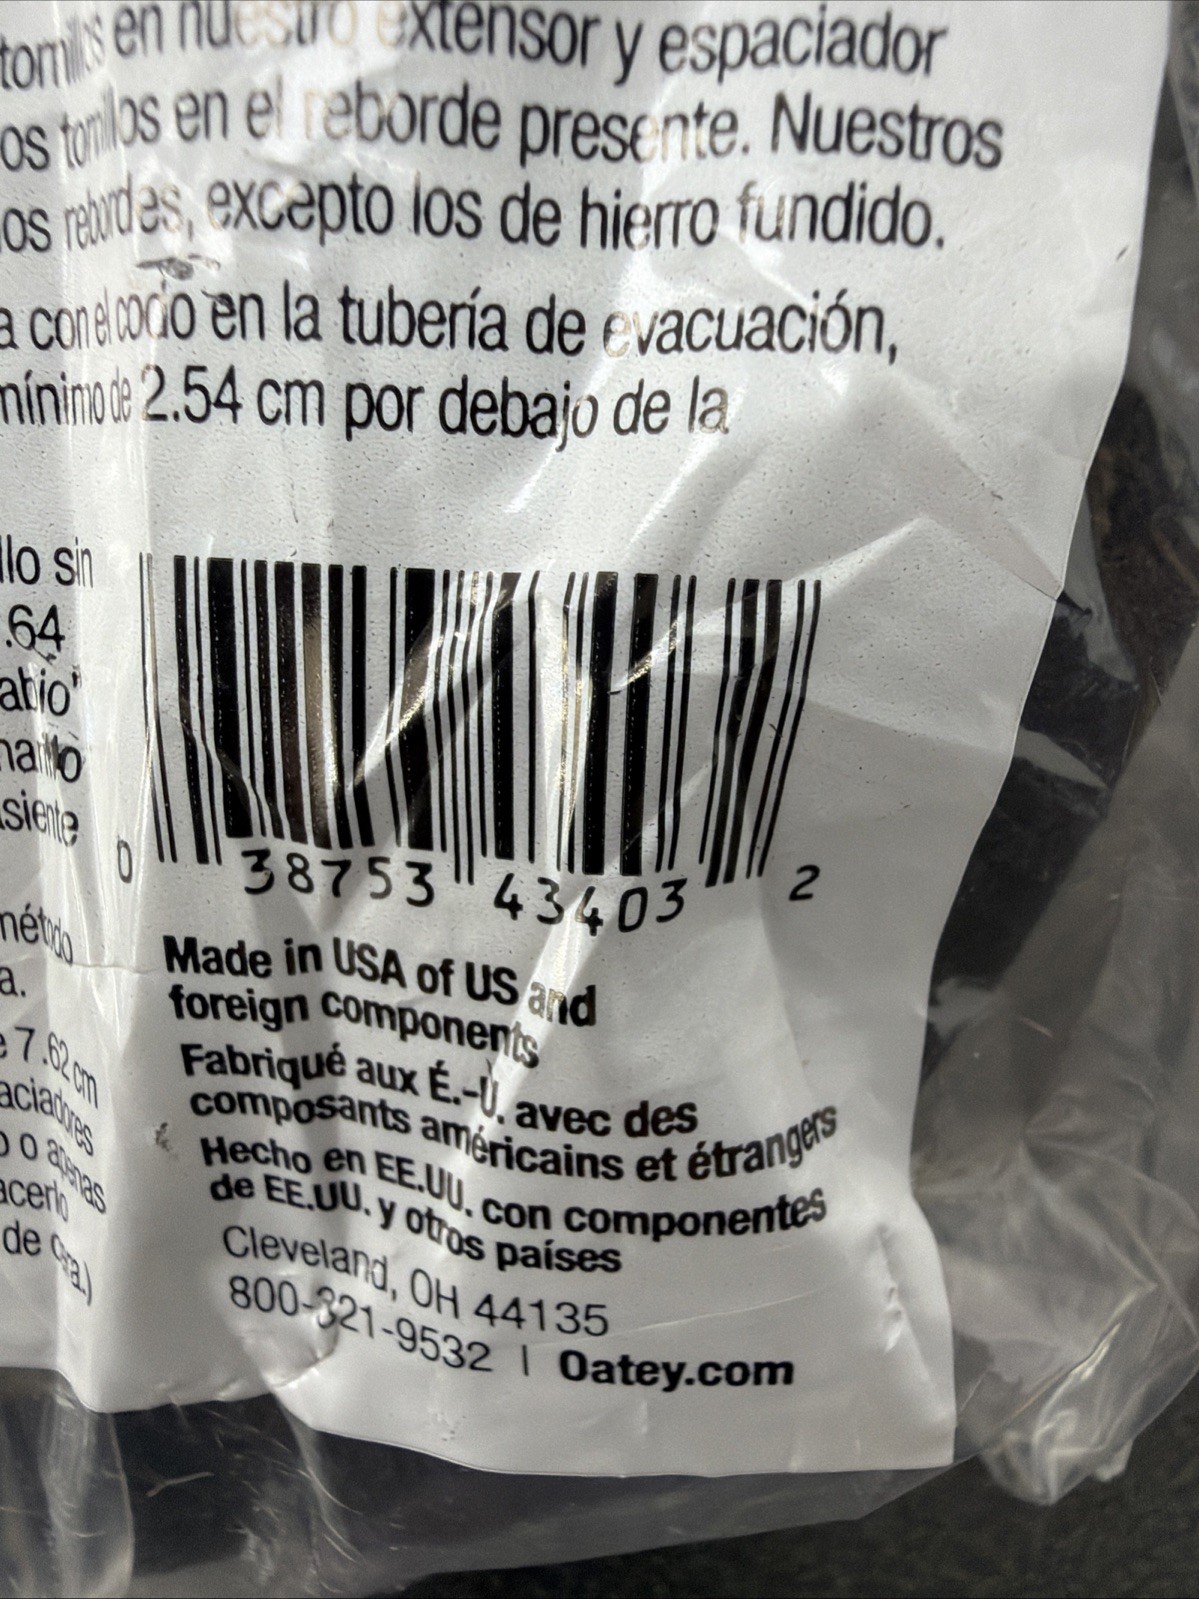 tornillos en nuestro extensor y espaciador
os tornillos en el reborde presente. Nuestros
os rebordes, excepto los de hierro fundido.
a con el codo en la tubería de evacuación,
mínimo de 2.54 cm por debajo de la
llo sin
.64
abio"
asiente
método
a.
e 7.62 cm
aciadores
o o apenas
acerlo
de cera.)
0 38753 43403 2
Made in USA of US and
foreign components
Fabriqué aux É.-U. avec des
composants américains et étrangers
Hecho en EE.UU. con componentes
de EE.UU. y otros países
Cleveland, OH 44135
800-321-9532 | Oatey.com